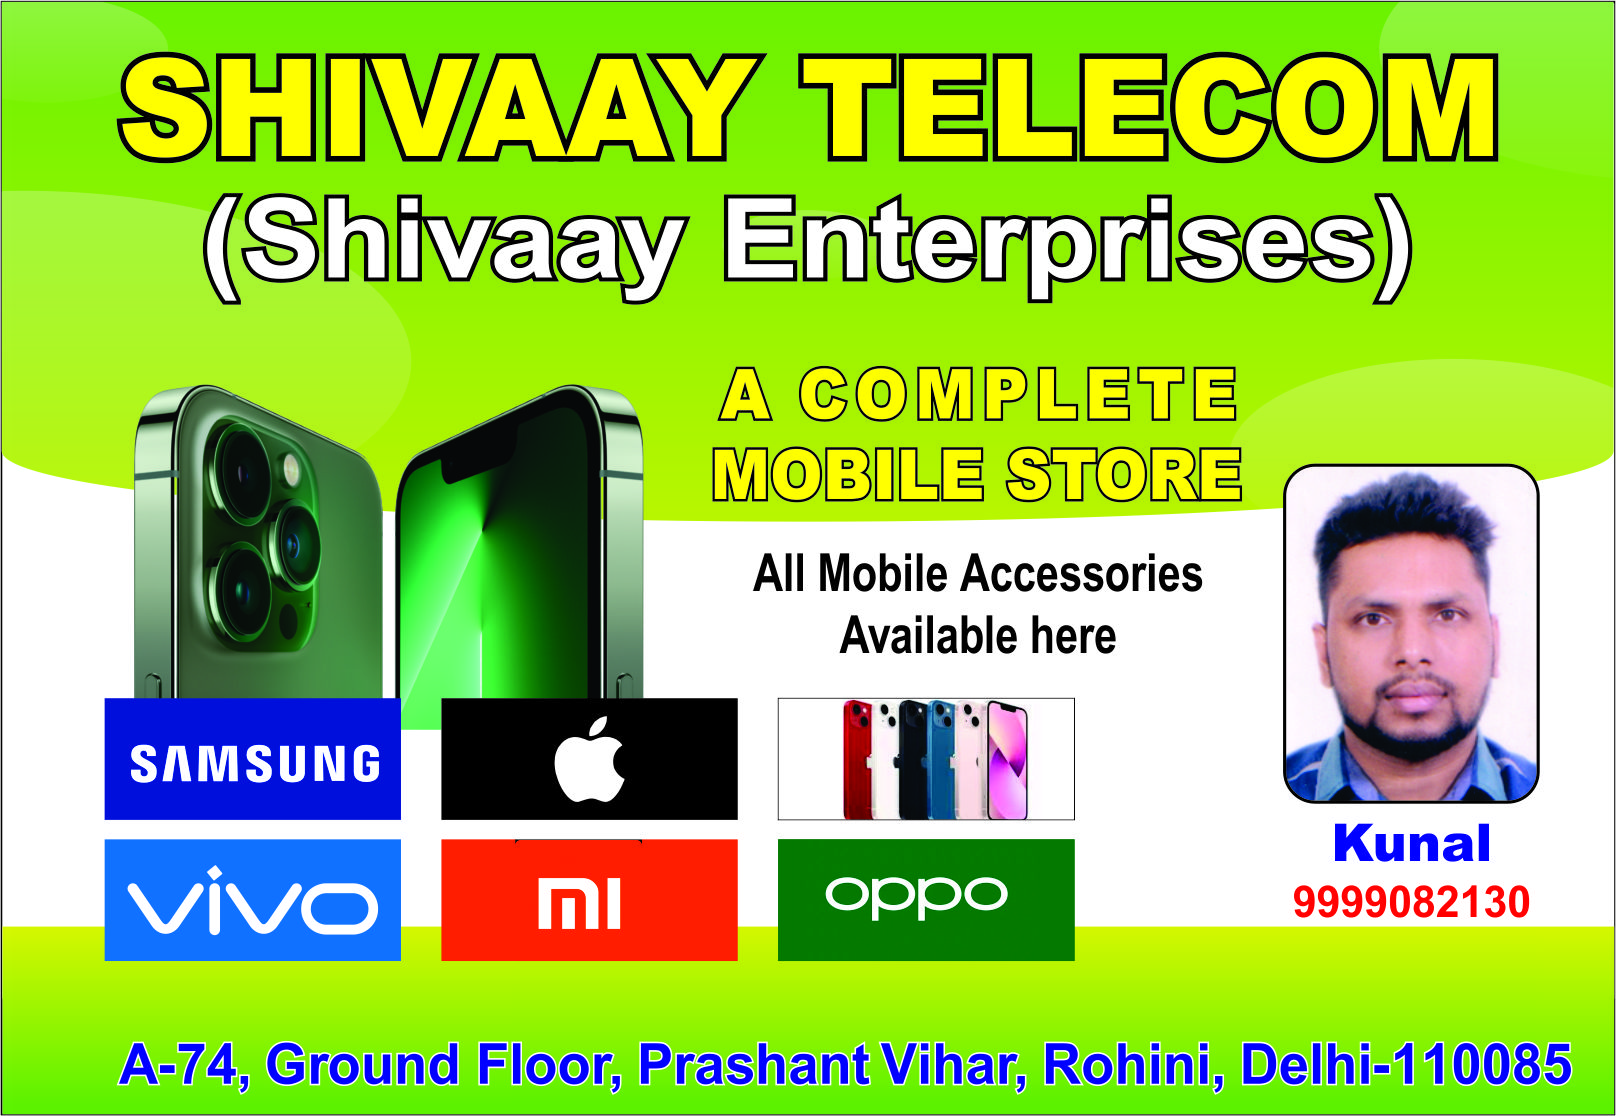 SHIVAAY TELECOM
(Shivaay Enterprises)
A COMPLETE
MOBILE STORE
All Mobile Accessories
Available here
SAMSUNG
vivo
mi
oppo
Kunal
9999082130
A-74, Ground Floor, Prashant Vihar, Rohini, Delhi-110085